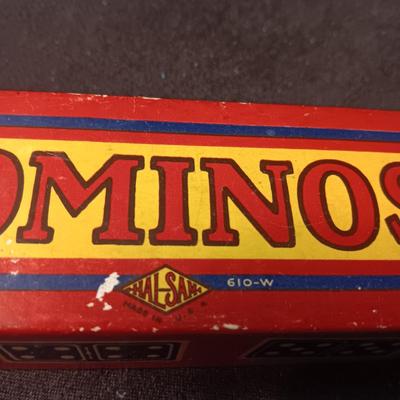 OMINOS
HAL-SAM
610-W
MADE IN U.S.A.